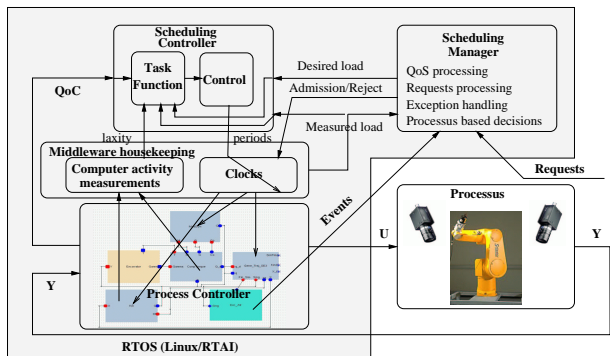 Scheduling
Controller
Scheduling
Manager
Task
Function
Control
Desired load
QoS processing
Requests processing
Exception handling
Processus based decisions
Admission/Reject
QoC
Measured load
laxity
periods
Middleware housekeeping
Computer activity
measurements
Clocks
Requests
Events
Processus
U
Y
Y
Process Controller
RTOS (Linux/RTAI)